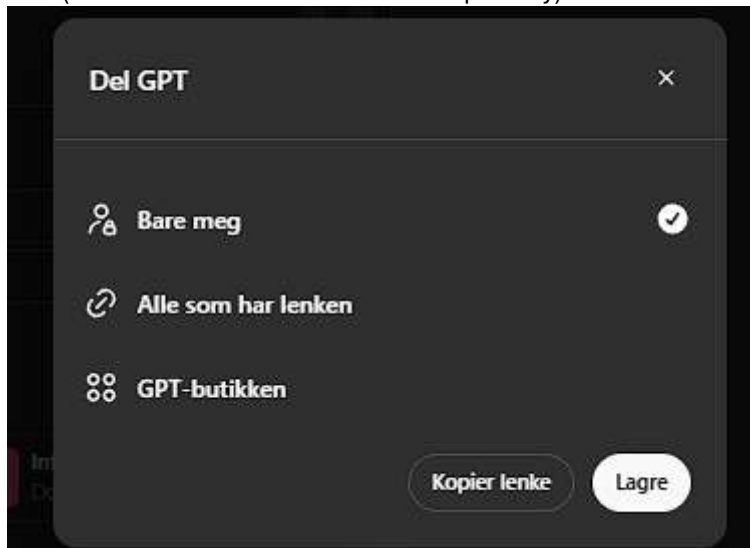 Del GPT
Bare meg
Alle som har lenken
GPT-butikken
Kopier lenke
Lagre